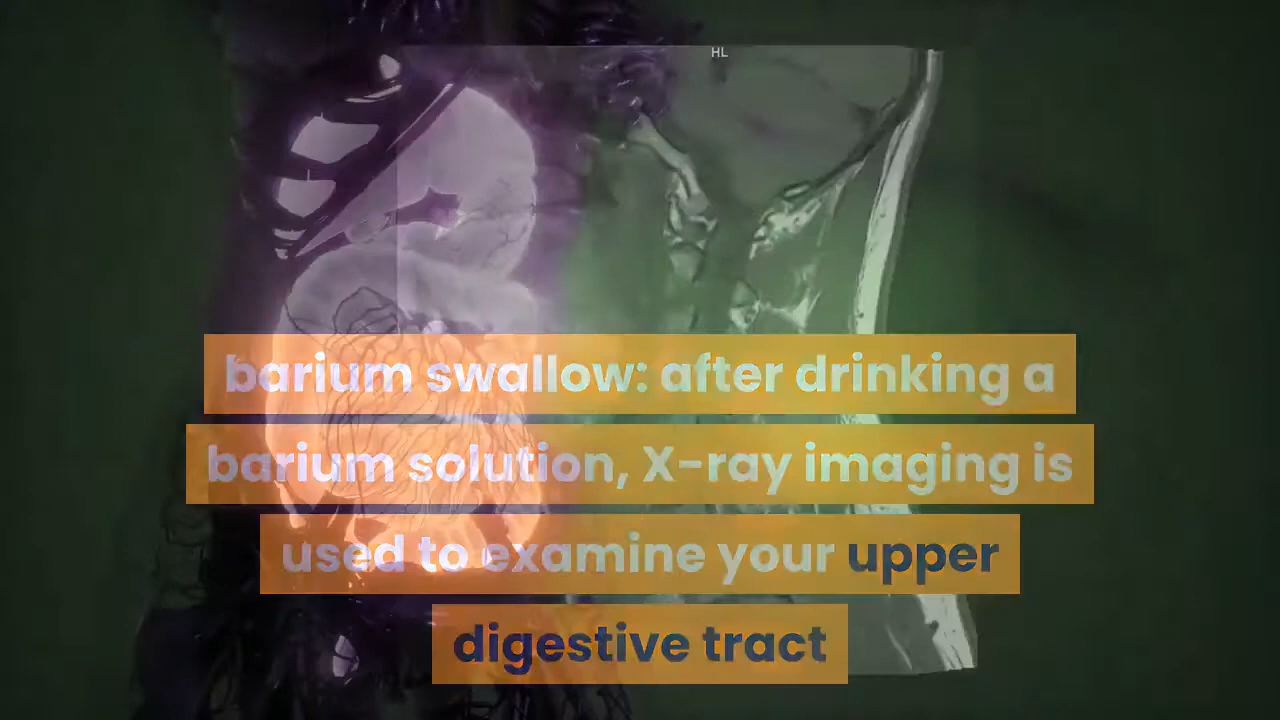 HL
barium swallow: after drinking a
barium solution, X-ray imaging is
used to examine your upper
digestive tract